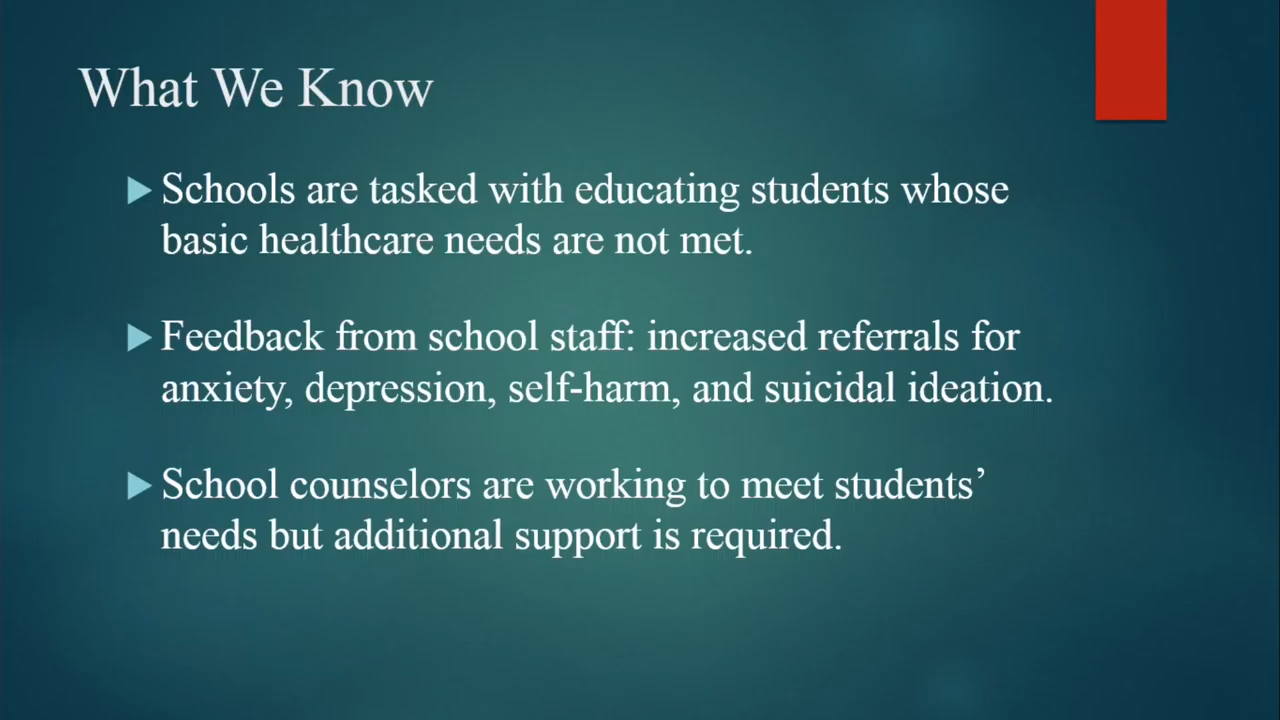 What We Know
Schools are tasked with educating students whose
basic healthcare needs are not met.
Feedback from school staff: increased referrals for
anxiety, depression, self-harm, and suicidal ideation.
School counselors are working to meet students’
needs but additional support is required.